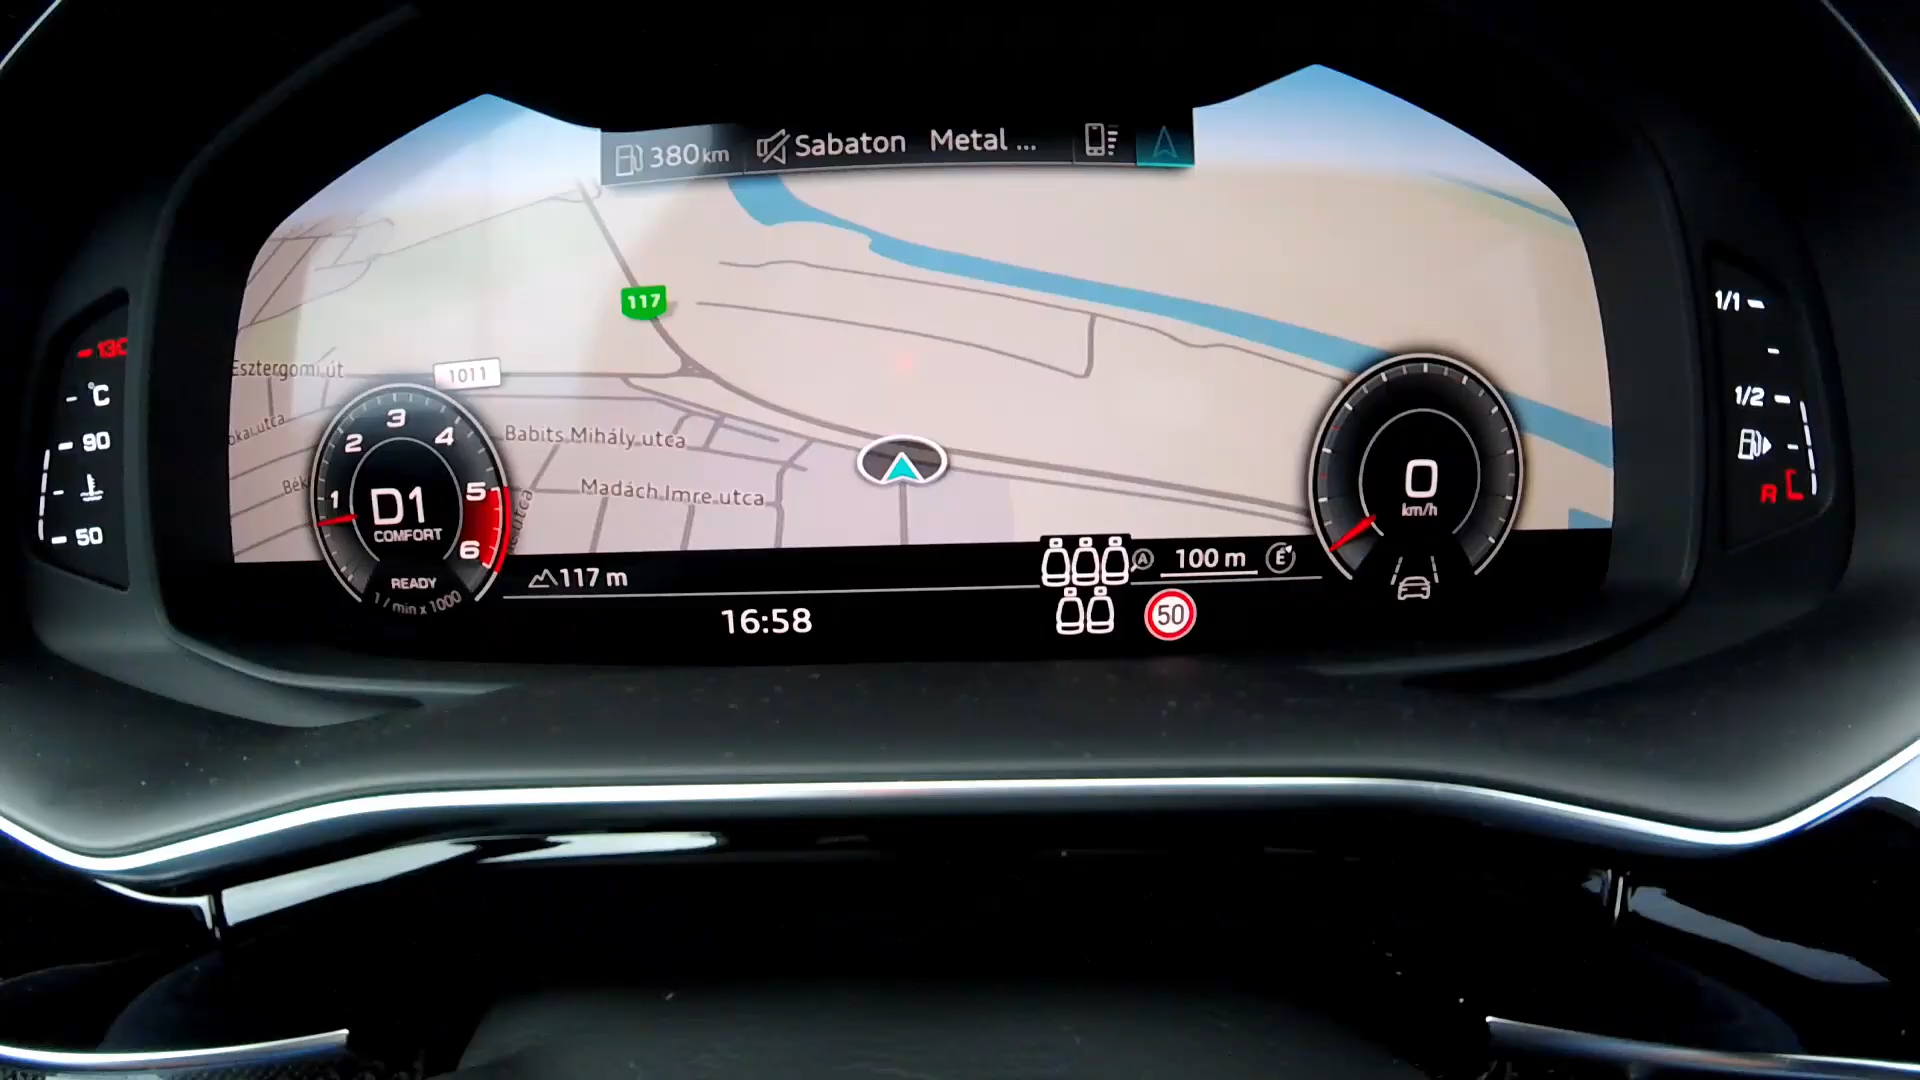 380 km
Sabaton Metal ...
117
Esztergomi út
1011
Babits Mihály utca
Madách Imre utca
130
°C
90
50
1
2
3
4
5
6
D1
COMFORT
READY
1 / min x 1000
117 m
16:58
A
100 m
E
50
0
km/h
1/1
1/2
R